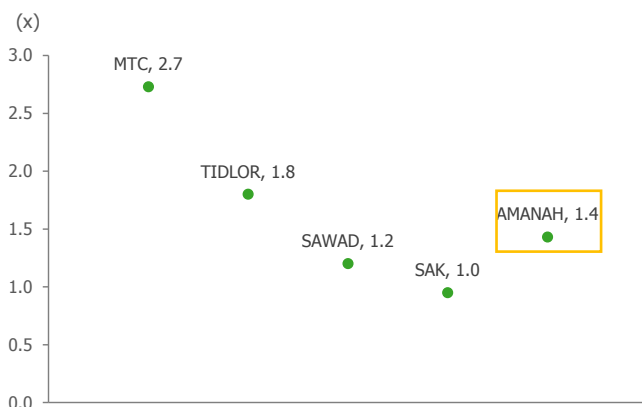 (x)
3.0
MTC, 2.7
2.5
2.0
TIDLOR, 1.8
AMANAH, 1.4
1.5
SAWAD, 1.2
SAK, 1.0
1.0
0.5
0.0